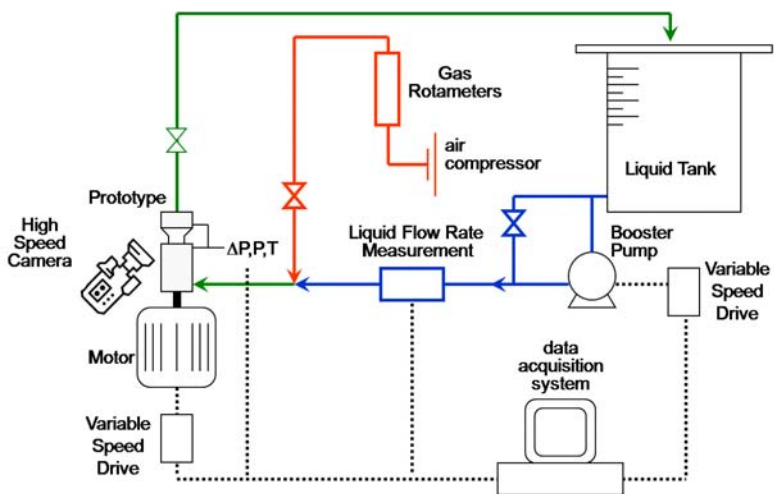 Gas
Rotameters
air
compressor
Liquid Tank
Prototype
High
Speed
Camera
ΔP,P,T
Liquid Flow Rate
Measurement
Booster
Pump
Variable
Speed
Drive
Motor
data
acquisition
system
Variable
Speed
Drive